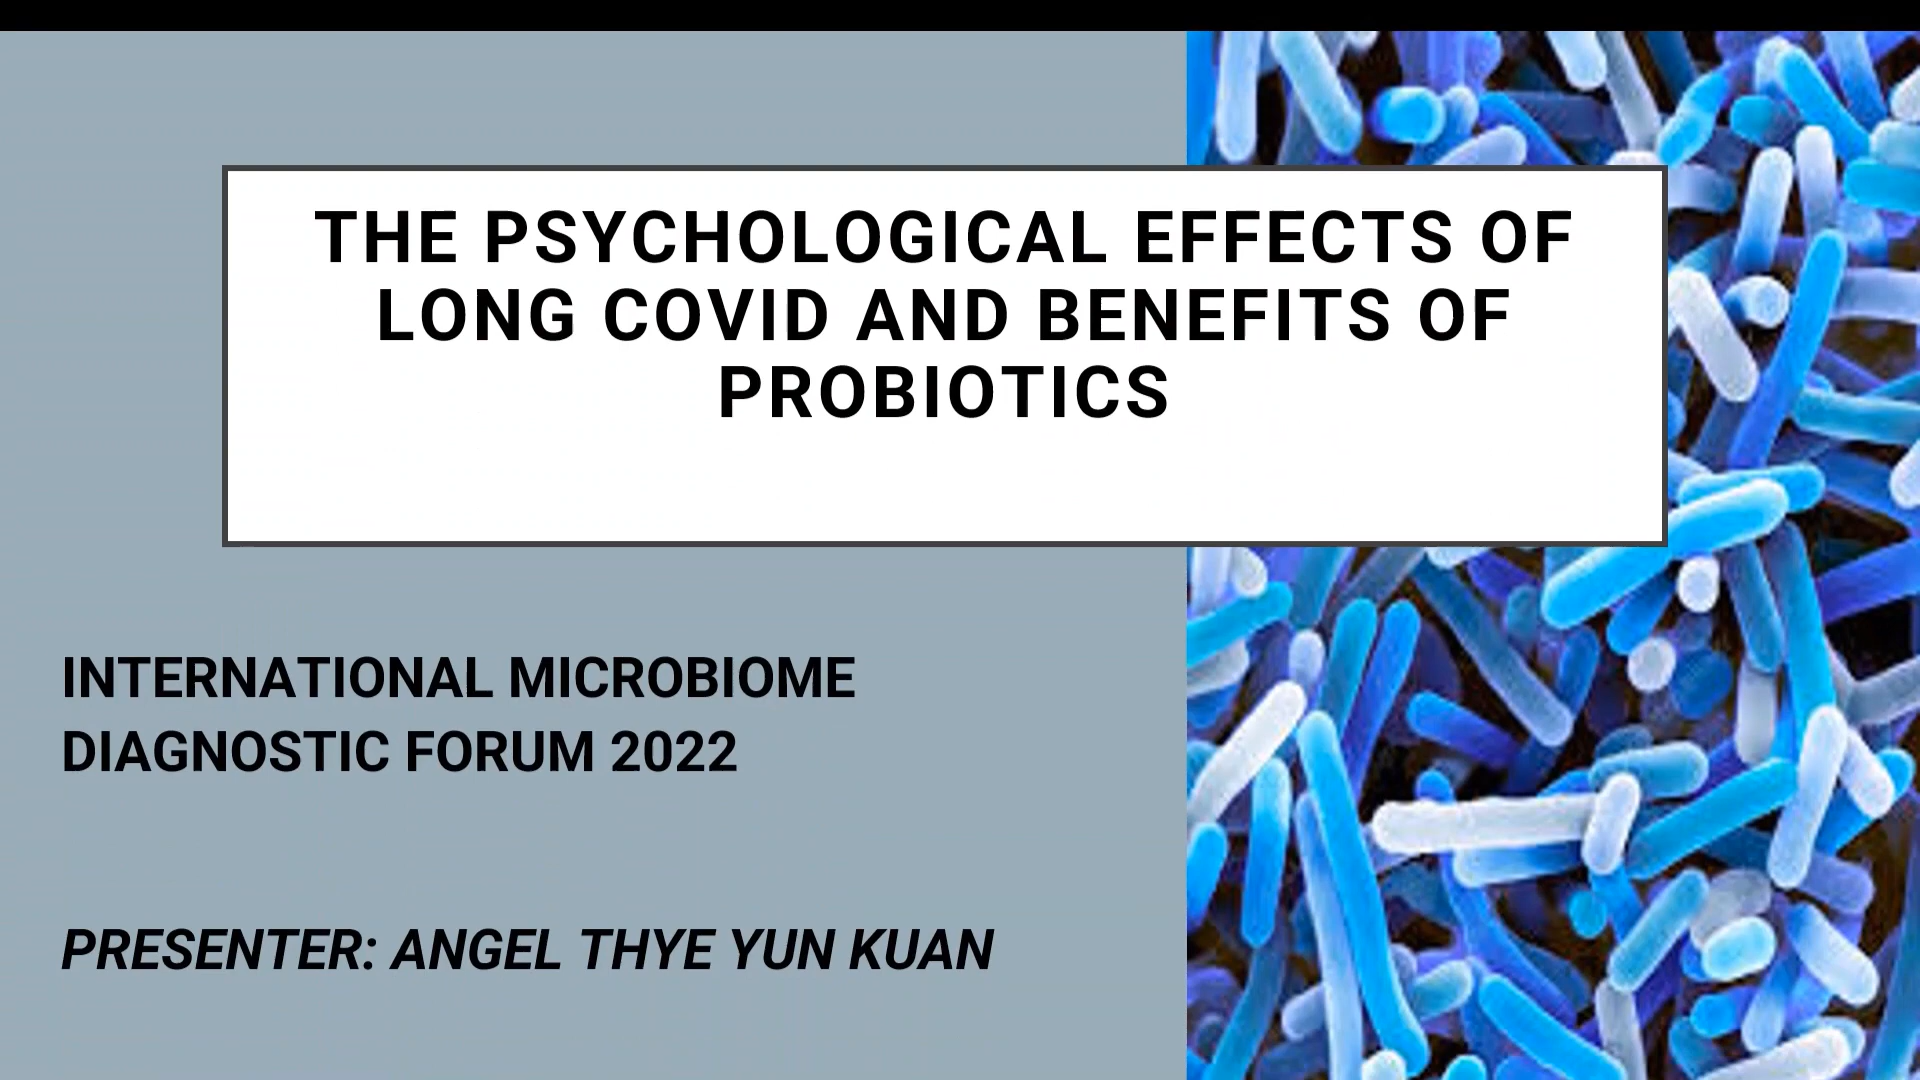 THE PSYCHOLOGICAL EFFECTS OF
LONG COVID AND BENEFITS OF
PROBIOTICS
INTERNATIONAL MICROBIOME
DIAGNOSTIC FORUM 2022
PRESENTER: ANGEL THYE YUN KUAN